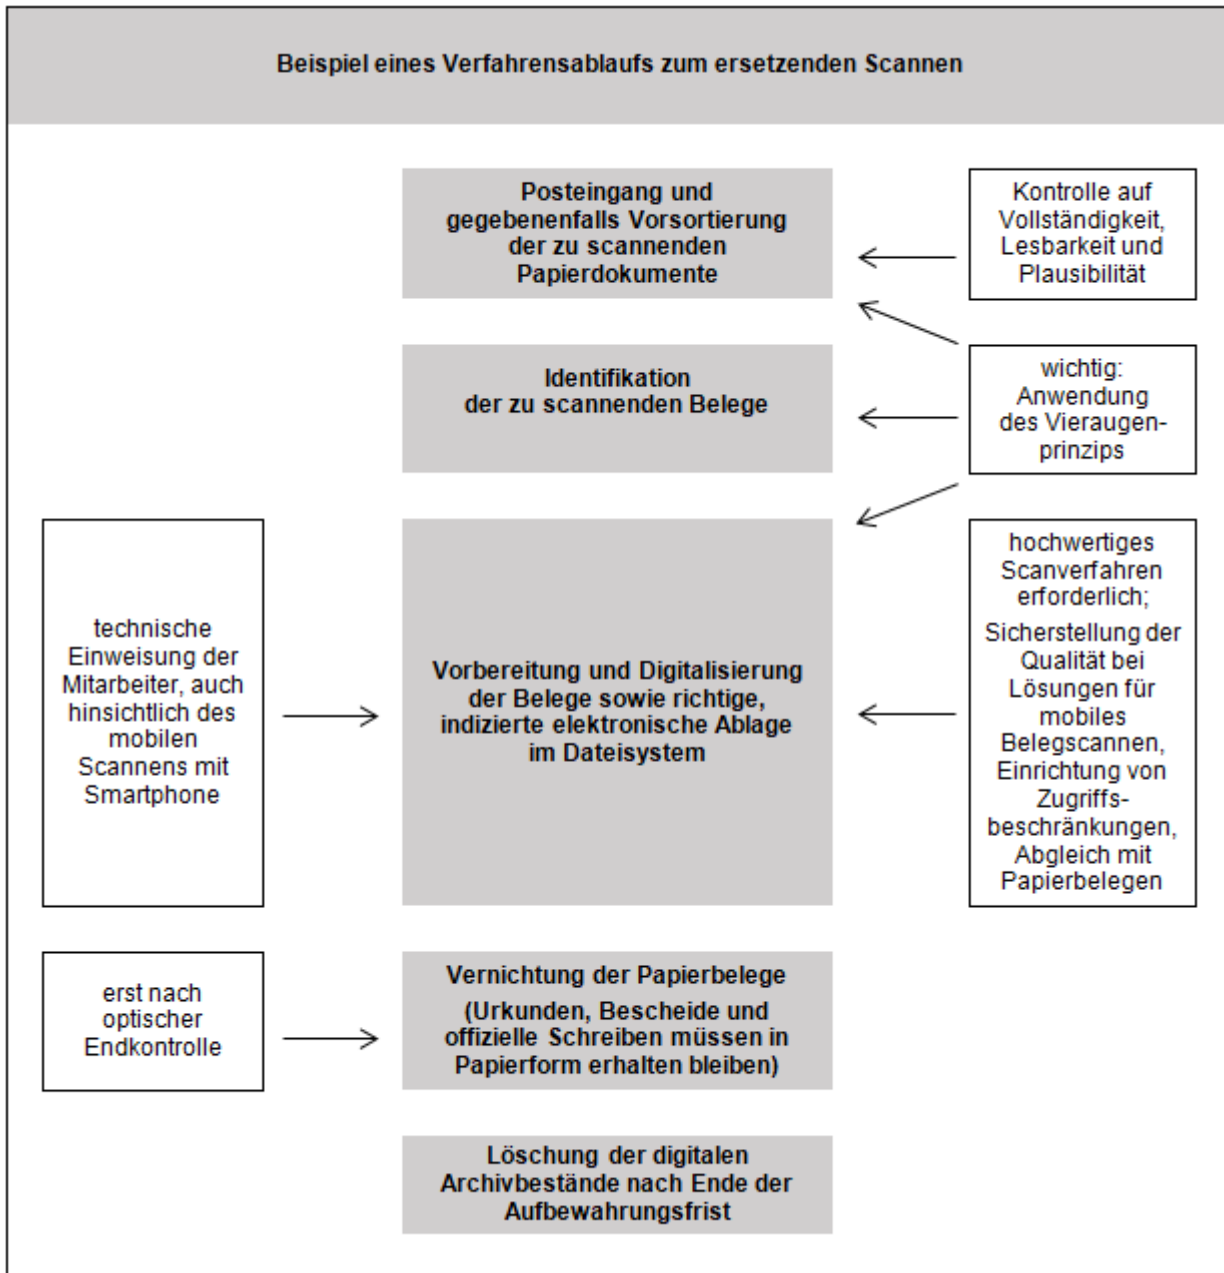 Beispiel eines Verfahrensablaufs zum ersetzenden Scannen
Posteingang und
gegebenenfalls Vorsortierung
der zu scannenden
Papierdokumente
Kontrolle auf
Vollständigkeit,
Lesbarkeit und
Plausibilität
Identifikation
der zu scannenden Belege
wichtig:
Anwendung
des Vieraugen-
prinzips
technische
Einweisung der
Mitarbeiter, auch
hinsichtlich des
mobilen
Scannens mit
Smartphone
Vorbereitung und Digitalisierung
der Belege sowie richtige,
indizierte elektronische Ablage
im Dateisystem
hochwertiges
Scanverfahren
erforderlich;
Sicherstellung der
Qualität bei
Lösungen für
mobiles
Belegscannen,
Einrichtung von
Zugriffs-
beschränkungen,
Abgleich mit
Papierbelegen
erst nach
optischer
Endkontrolle
Vernichtung der Papierbelege
(Urkunden, Bescheide und
offizielle Schreiben müssen in
Papierform erhalten bleiben)
Löschung der digitalen
Archivbestände nach Ende der
Aufbewahrungsfrist